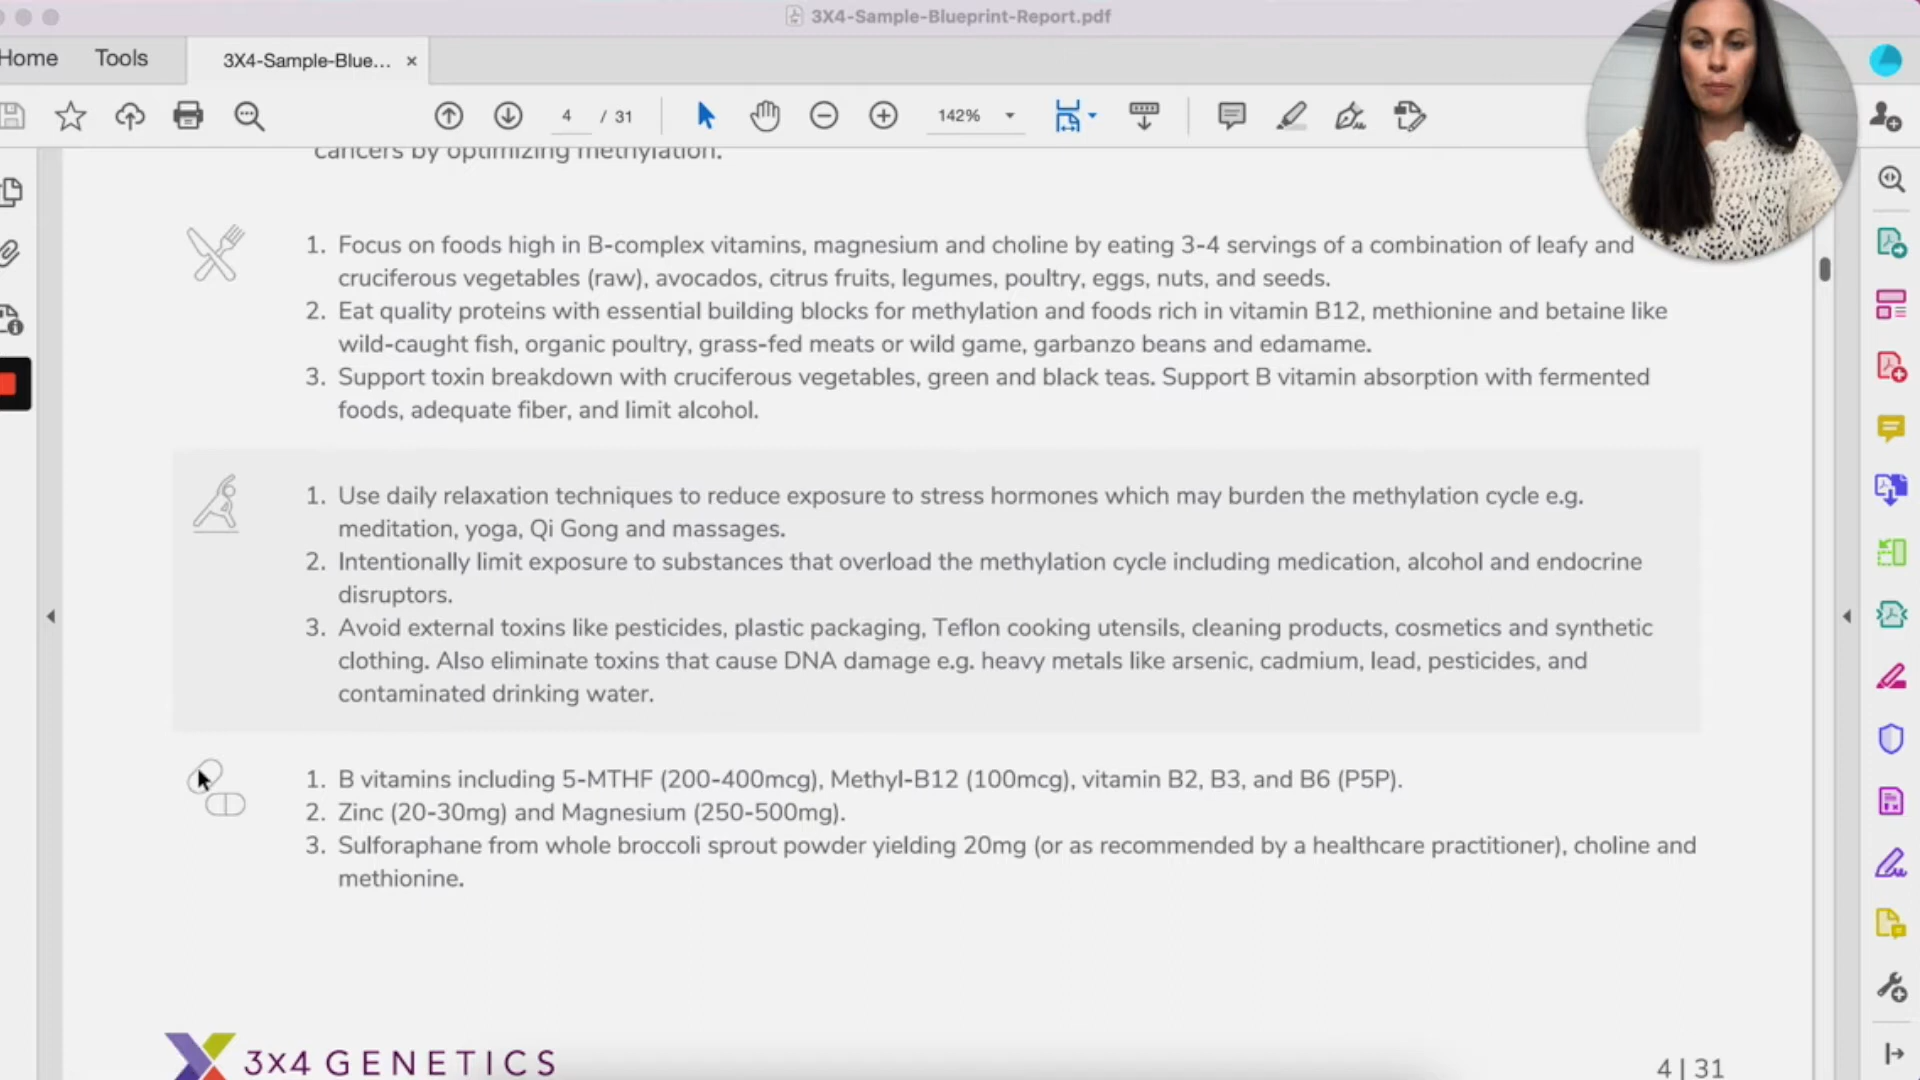 3X4-Sample-Blueprint-Report.pdf
Home Tools 3X4-Sample-Blue... ×
4 / 31 142%
cancers by optimizing methylation.
1. Focus on foods high in B-complex vitamins, magnesium and choline by eating 3-4 servings of a combination of leafy and
cruciferous vegetables (raw), avocados, citrus fruits, legumes, poultry, eggs, nuts, and seeds.
2. Eat quality proteins with essential building blocks for methylation and foods rich in vitamin B12, methionine and betaine like
wild-caught fish, organic poultry, grass-fed meats or wild game, garbanzo beans and edamame.
3. Support toxin breakdown with cruciferous vegetables, green and black teas. Support B vitamin absorption with fermented
foods, adequate fiber, and limit alcohol.
1. Use daily relaxation techniques to reduce exposure to stress hormones which may burden the methylation cycle e.g.
meditation, yoga, Qi Gong and massages.
2. Intentionally limit exposure to substances that overload the methylation cycle including medication, alcohol and endocrine
disruptors.
3. Avoid external toxins like pesticides, plastic packaging, Teflon cooking utensils, cleaning products, cosmetics and synthetic
clothing. Also eliminate toxins that cause DNA damage e.g. heavy metals like arsenic, cadmium, lead, pesticides, and
contaminated drinking water.
1. B vitamins including 5-MTHF (200-400mcg), Methyl-B12 (100mcg), vitamin B2, B3, and B6 (P5P).
2. Zinc (20-30mg) and Magnesium (250-500mg).
3. Sulforaphane from whole broccoli sprout powder yielding 20mg (or as recommended by a healthcare practitioner), choline and
methionine.
3x4 GENETICS
4 | 31